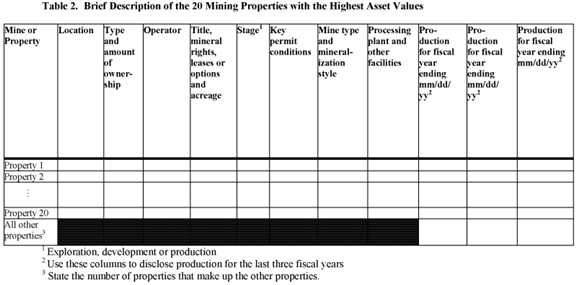 Table 2. Brief Description of the 20 Mining Properties with the Highest Asset Values
Mine or Property
Location
Type and amount of owner-ship
Operator
Title, mineral rights, leases or options and acreage
Stage1
Key permit conditions
Mine type and mineral-ization style
Processing plant and other facilities
Pro-duction for fiscal year ending mm/dd/yy2
Pro-duction for fiscal year ending mm/dd/yy2
Production for fiscal year ending mm/dd/yy2
Property 1
Property 2
⋮
Property 20
All other
properties3
1 Exploration, development or production
2 Use these columns to disclose production for the last three fiscal years
3 State the number of properties that make up the other properties.